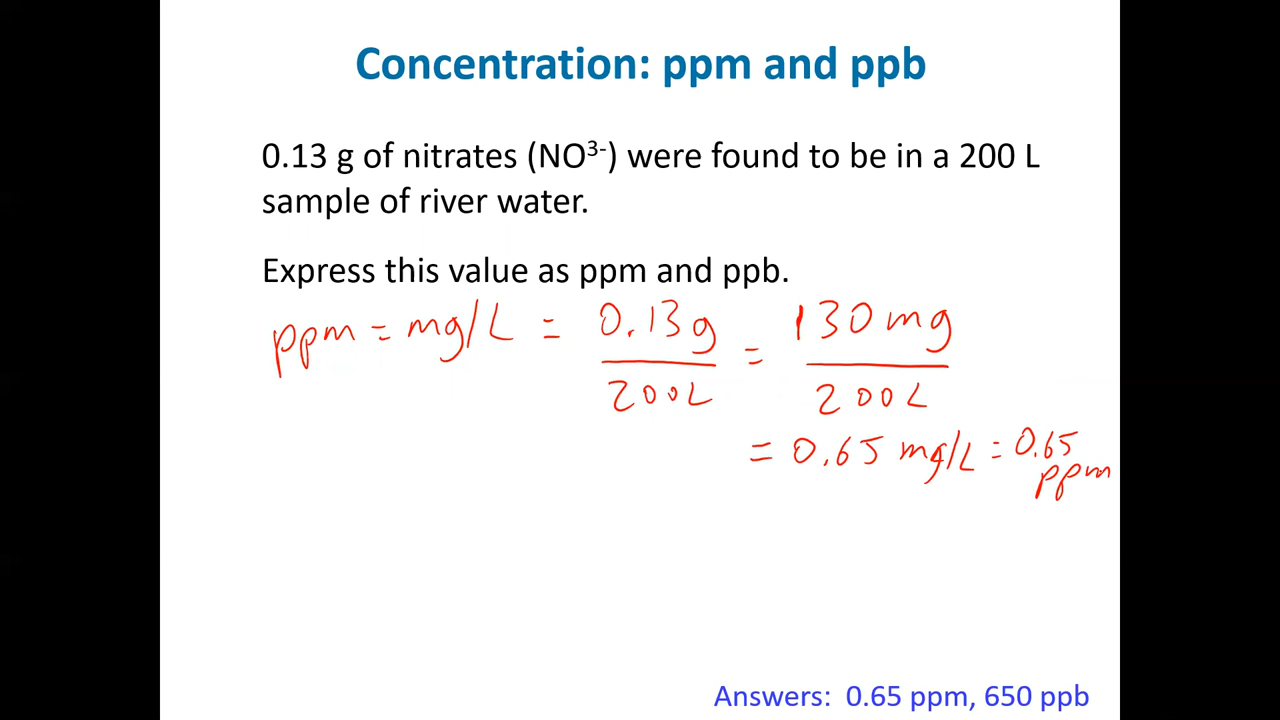 Concentration: ppm and ppb
0.13 g of nitrates (NO³⁻) were found to be in a 200 L
sample of river water.
Express this value as ppm and ppb.
ppm = mg/L = 0.13g / 200L = 130mg / 200L
= 0.65 mg/L = 0.65
ppm
Answers: 0.65 ppm, 650 ppb